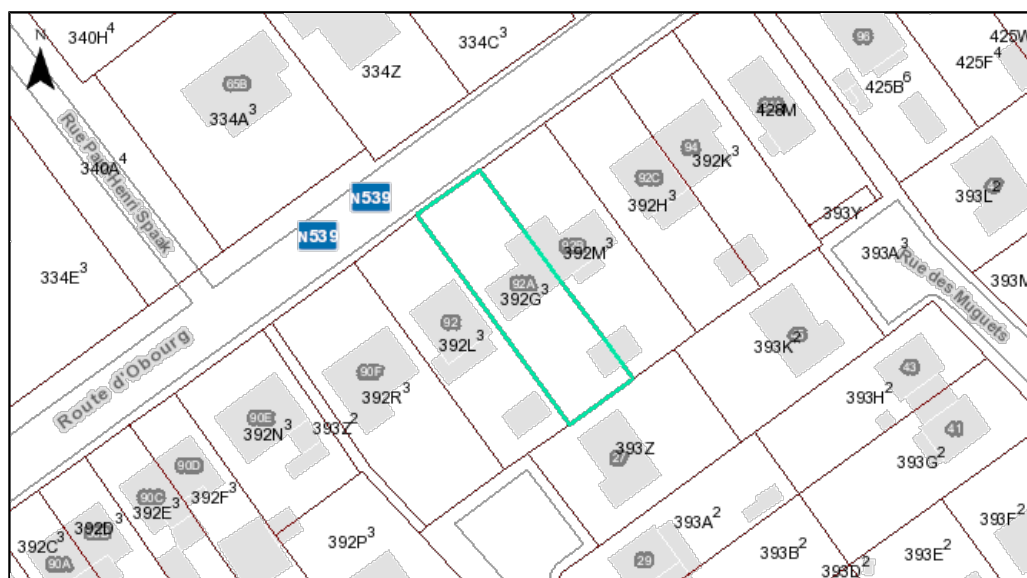 N
340H⁴
334C³
334Z
65B
334A³
98
425W
425F⁴
425B⁶
428M
94
392K³
92C
392H³
Rue Paul Henri Spaak
340A⁴
N539
N539
393L²
393Y
393A³
Rue des Muguets
393M
334E³
92B
392M³
92A
392G³
92
392L³
393K²
43
393H²
41
393G²
Route d'Obourg
90F
392R³
90E
392N³
393Z²
393Z
27
90D
90C
392F³
392E³
392D³
392C³
90A
392P³
393A²
29
393B²
393D²
393E²
393F²